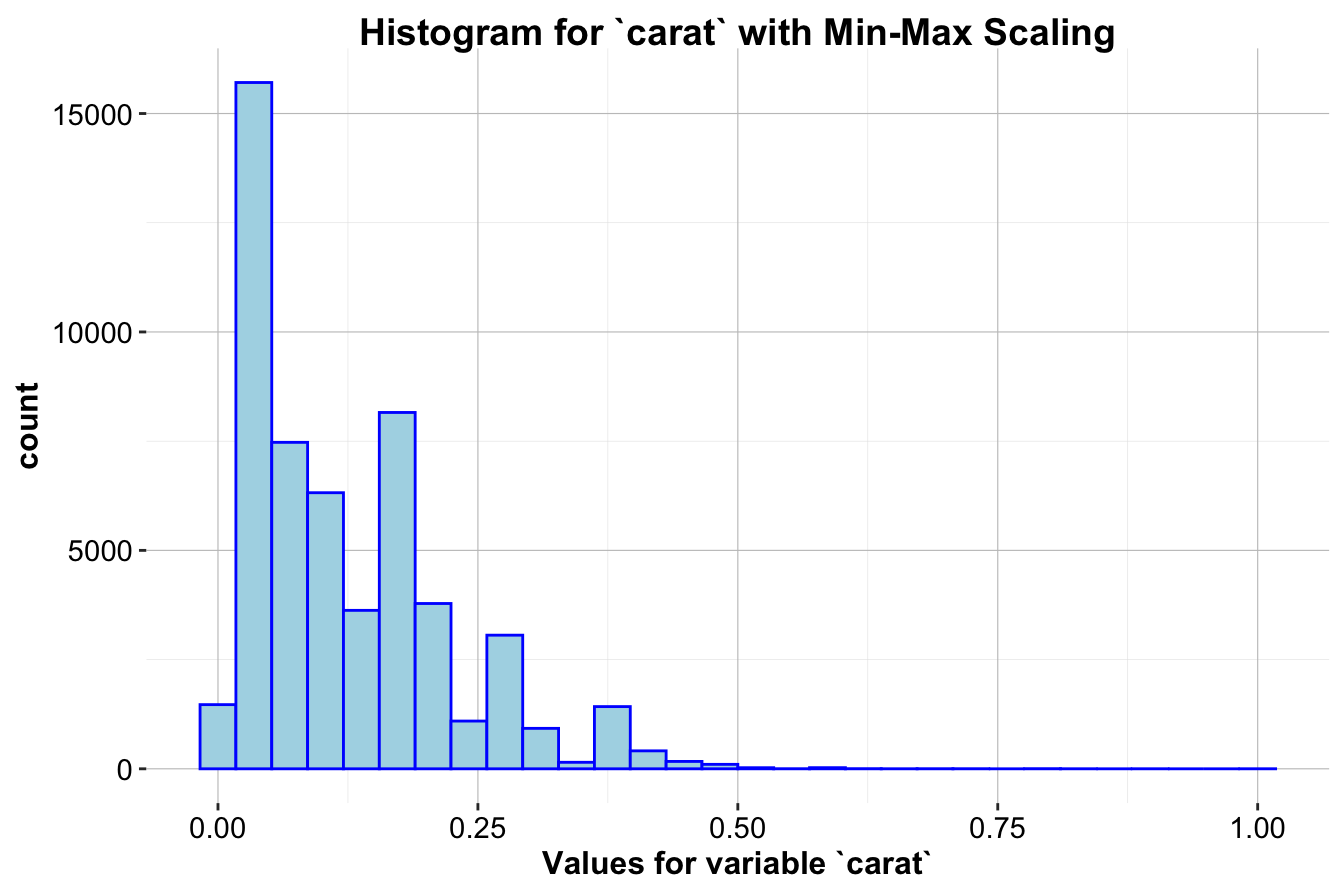 Histogram for `carat` with Min-Max Scaling
15000
10000
5000
0
count
0.00 0.25 0.50 0.75 1.00
Values for variable `carat`